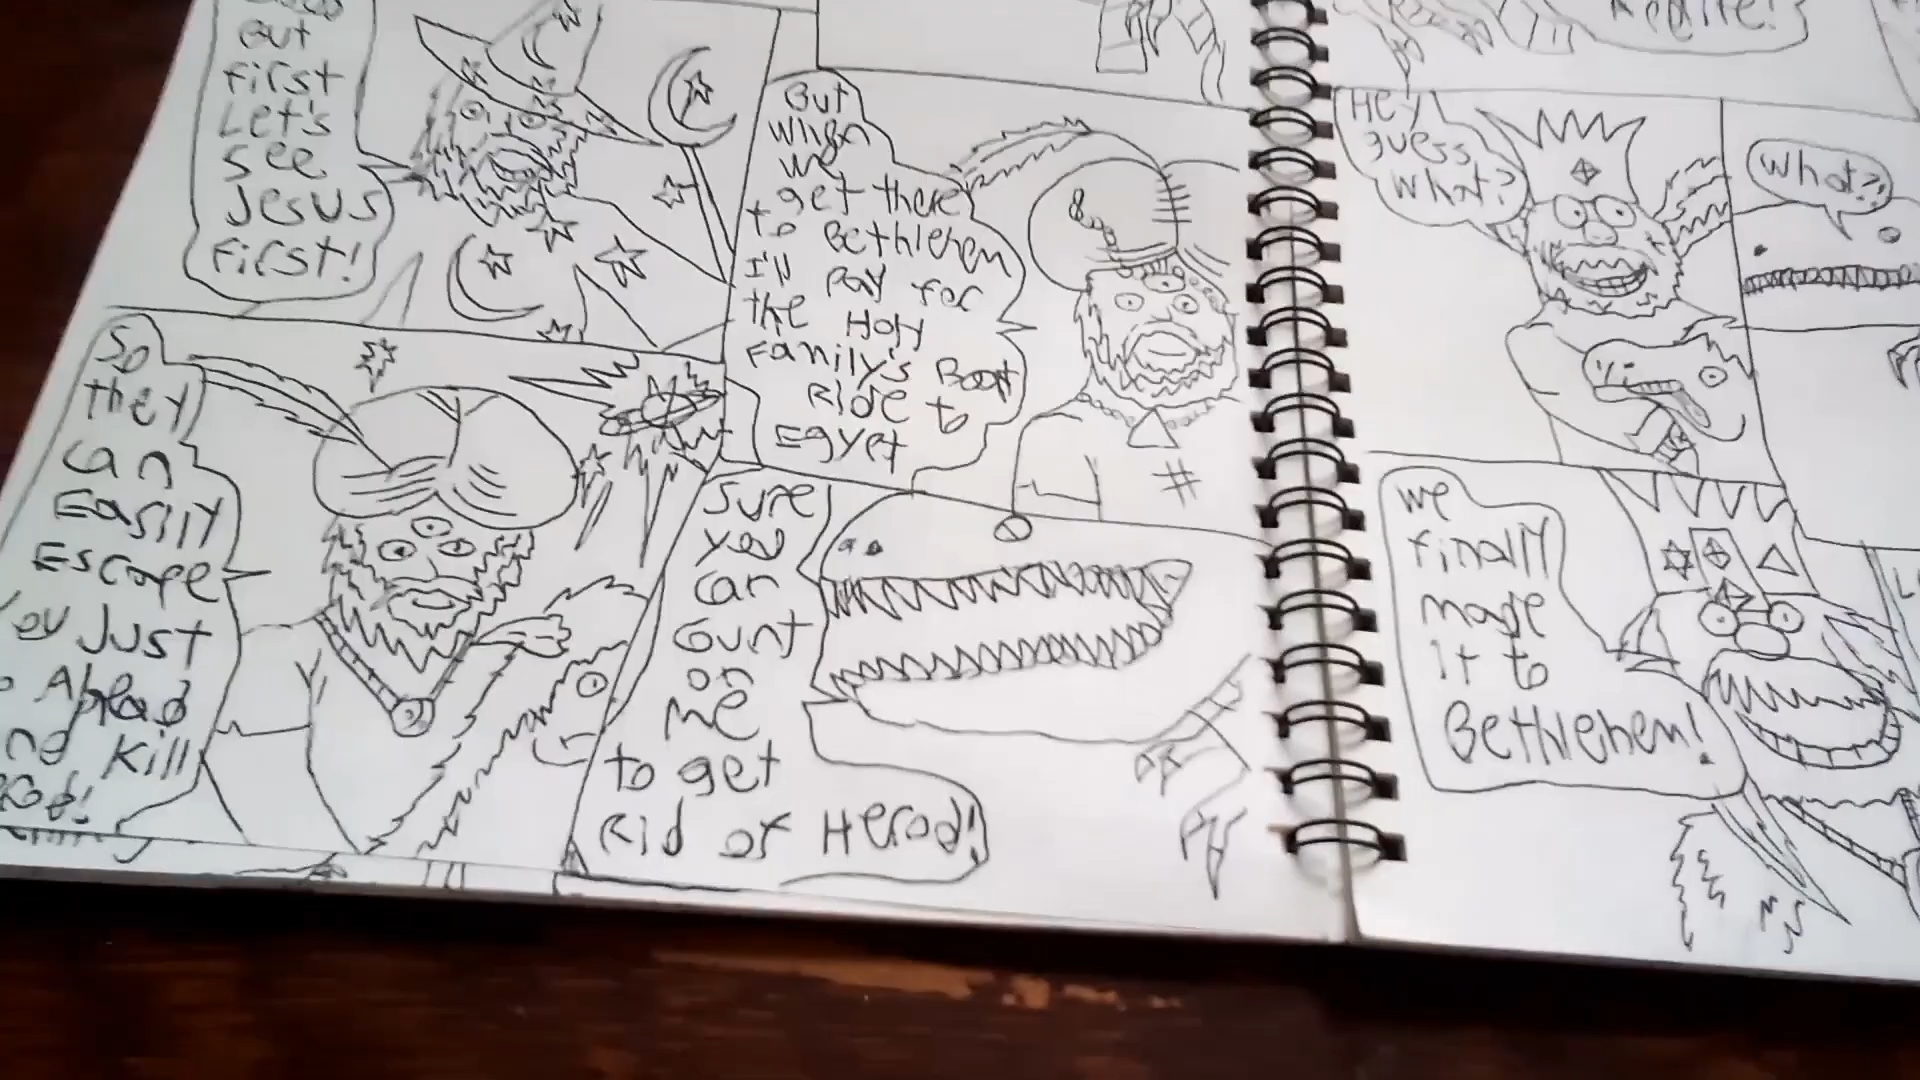 But
first
Let's
see
Jesus
first!
But
when
we
get there
to Bethlehem
I'll pay for
the Holy
Family's Boat
Ride to
Egypt
So
they
can
Easily
Escape
Just
Ahead
Kill
Sure
you
can
Count
on
me
to get
Rid of Herod!
Hey
guess
what?
What?!
we
finally
made
it to
Bethlehem!